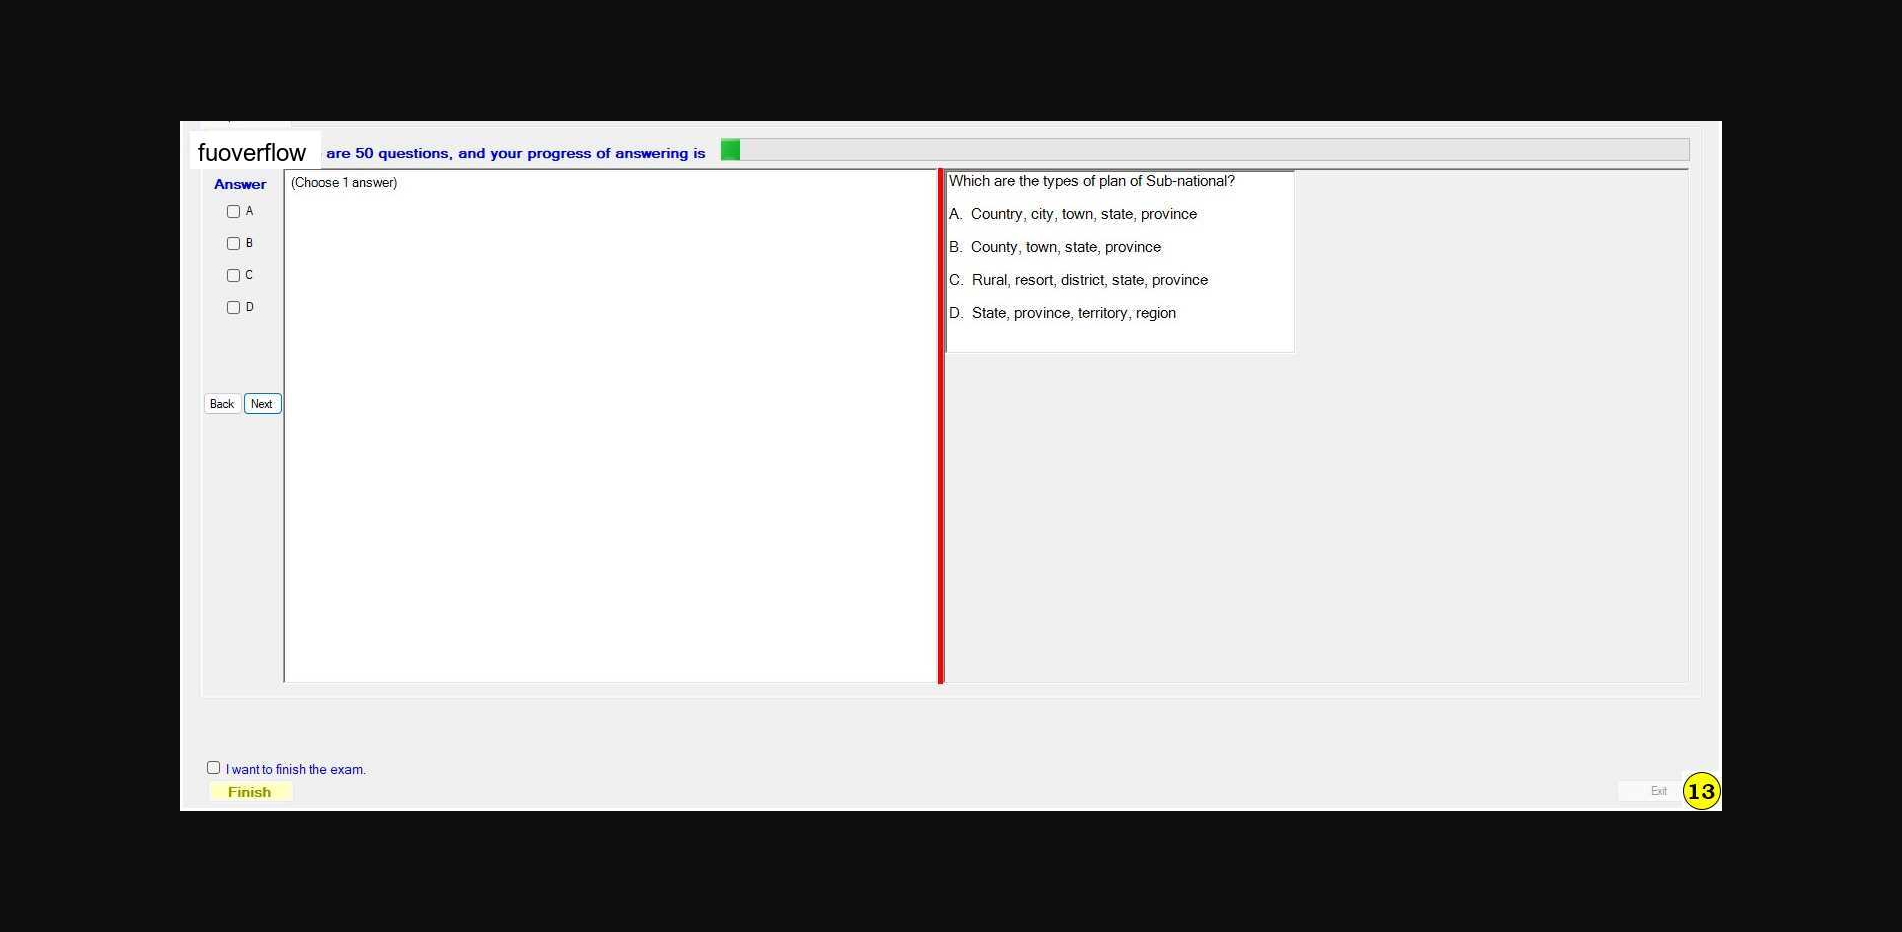 fuoverflow are 50 questions, and your progress of answering is
Answer
(Choose 1 answer)
A
B
C
D
Back Next
Which are the types of plan of Sub-national?
A. Country, city, town, state, province
B. County, town, state, province
C. Rural, resort, district, state, province
D. State, province, territory, region
I want to finish the exam.
Finish
Exit
13